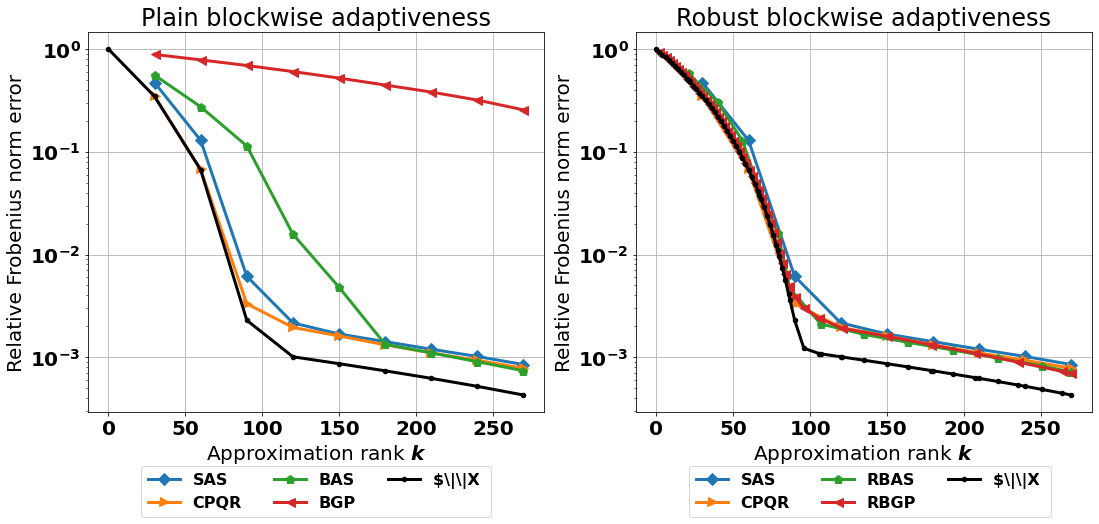 Plain blockwise adaptiveness
Relative Frobenius norm error
10⁰
10⁻¹
10⁻²
10⁻³
0 50 100 150 200 250
Approximation rank k
SAS BAS $\|\|X
CPQR BGP
Robust blockwise adaptiveness
Relative Frobenius norm error
10⁰
10⁻¹
10⁻²
10⁻³
0 50 100 150 200 250
Approximation rank k
SAS RBAS $\|\|X
CPQR RBGP